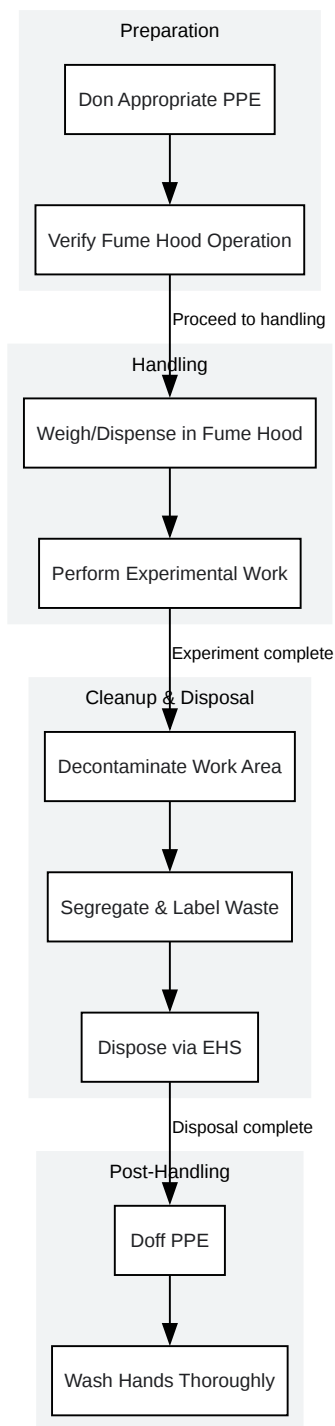 Preparation
Don Appropriate PPE
Verify Fume Hood Operation
Proceed to handling
Handling
Weigh/Dispense in Fume Hood
Perform Experimental Work
Experiment complete
Cleanup & Disposal
Decontaminate Work Area
Segregate & Label Waste
Dispose via EHS
Disposal complete
Post-Handling
Doff PPE
Wash Hands Thoroughly